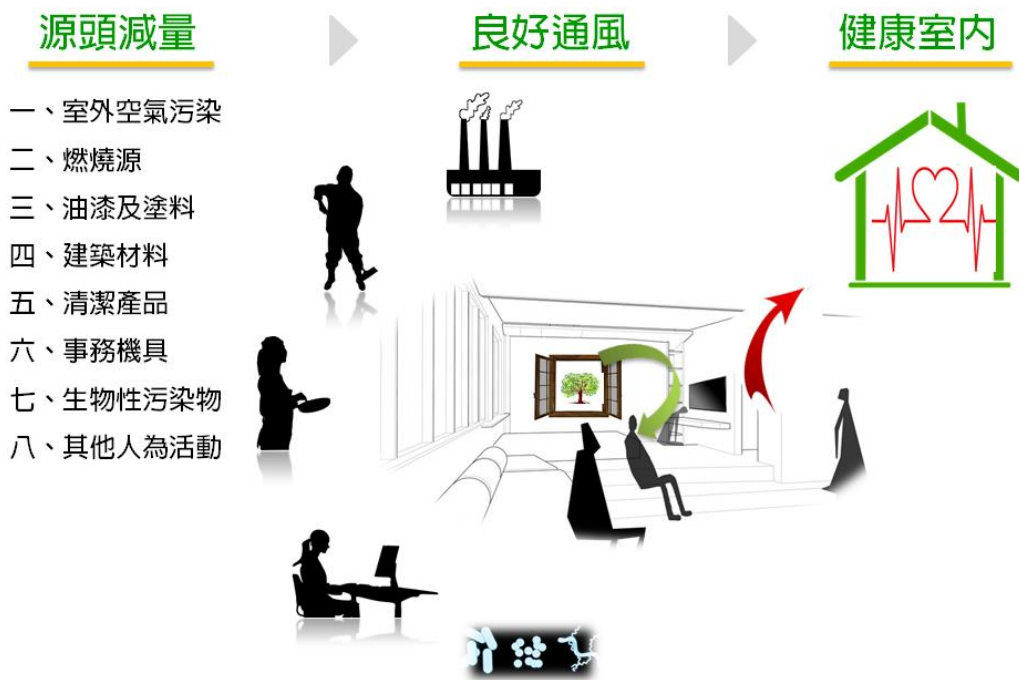 源頭減量
良好通風
健康室內
一、室外空氣污染
二、燃燒源
三、油漆及塗料
四、建築材料
五、清潔產品
六、事務機具
七、生物性污染物
八、其他人為活動